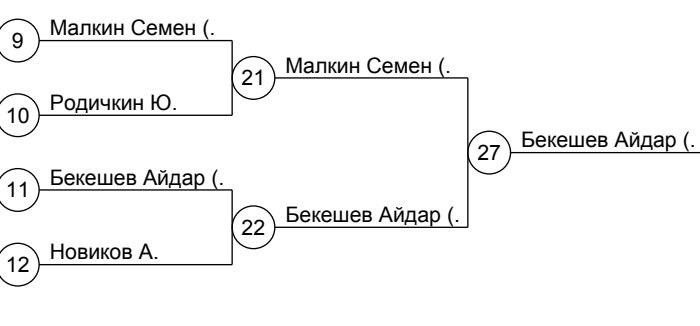 9
Малкин Семен (.
21
Малкин Семен (.
10
Родичкин Ю.
27
Бекешев Айдар (.
11
Бекешев Айдар (.
22
Бекешев Айдар (.
12
Новиков А.